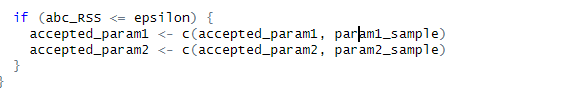 if (abc_RSS <= epsilon) {
accepted_param1 <- c(accepted_param1, param1_sample)
accepted_param2 <- c(accepted_param2, param2_sample)
}
}